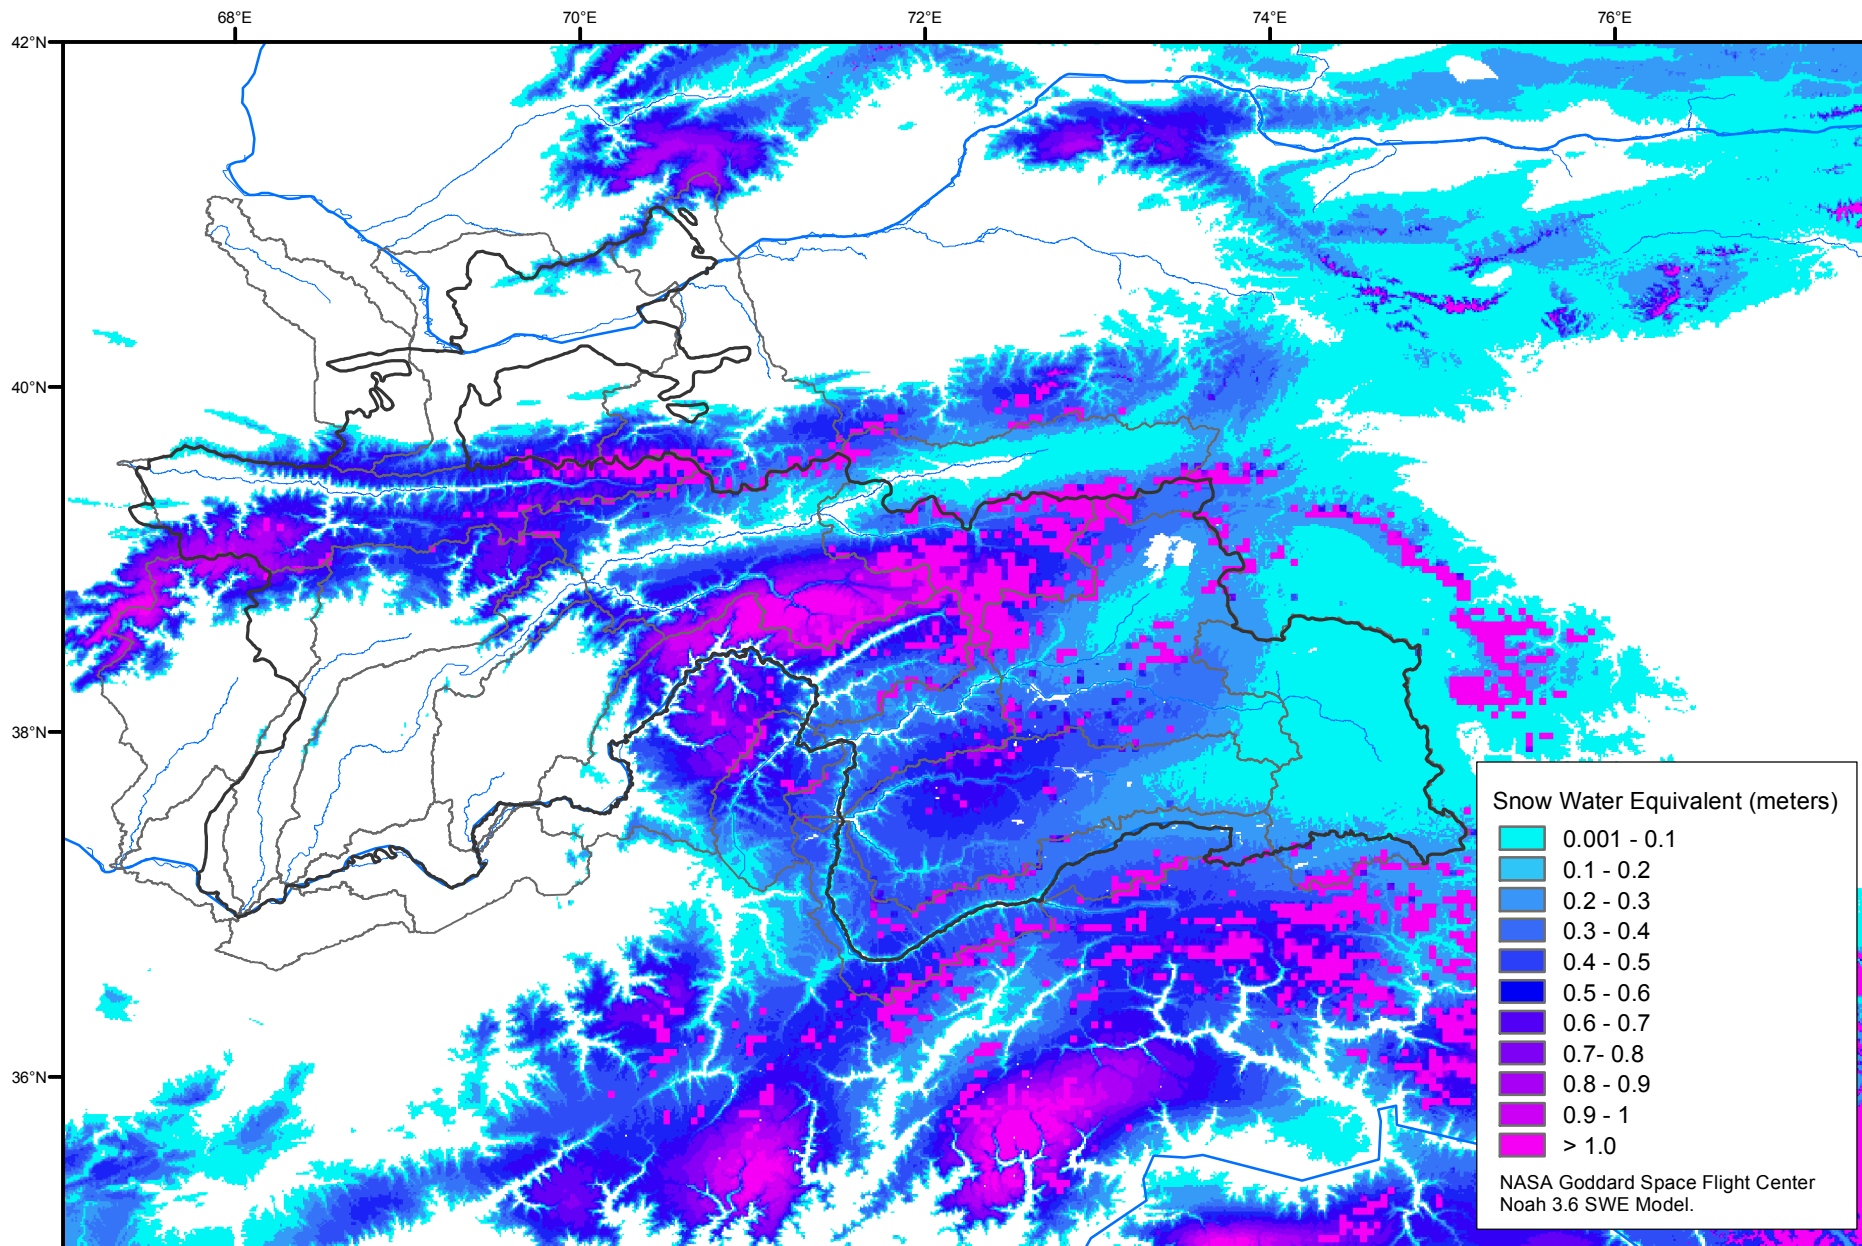 68°E 70°E 72°E 74°E 76°E
42°N
40°N
38°N
36°N
Snow Water Equivalent (meters)
0.001 - 0.1
0.1 - 0.2
0.2 - 0.3
0.3 - 0.4
0.4 - 0.5
0.5 - 0.6
0.6 - 0.7
0.7- 0.8
0.8 - 0.9
0.9 - 1
> 1.0
NASA Goddard Space Flight Center
Noah 3.6 SWE Model.